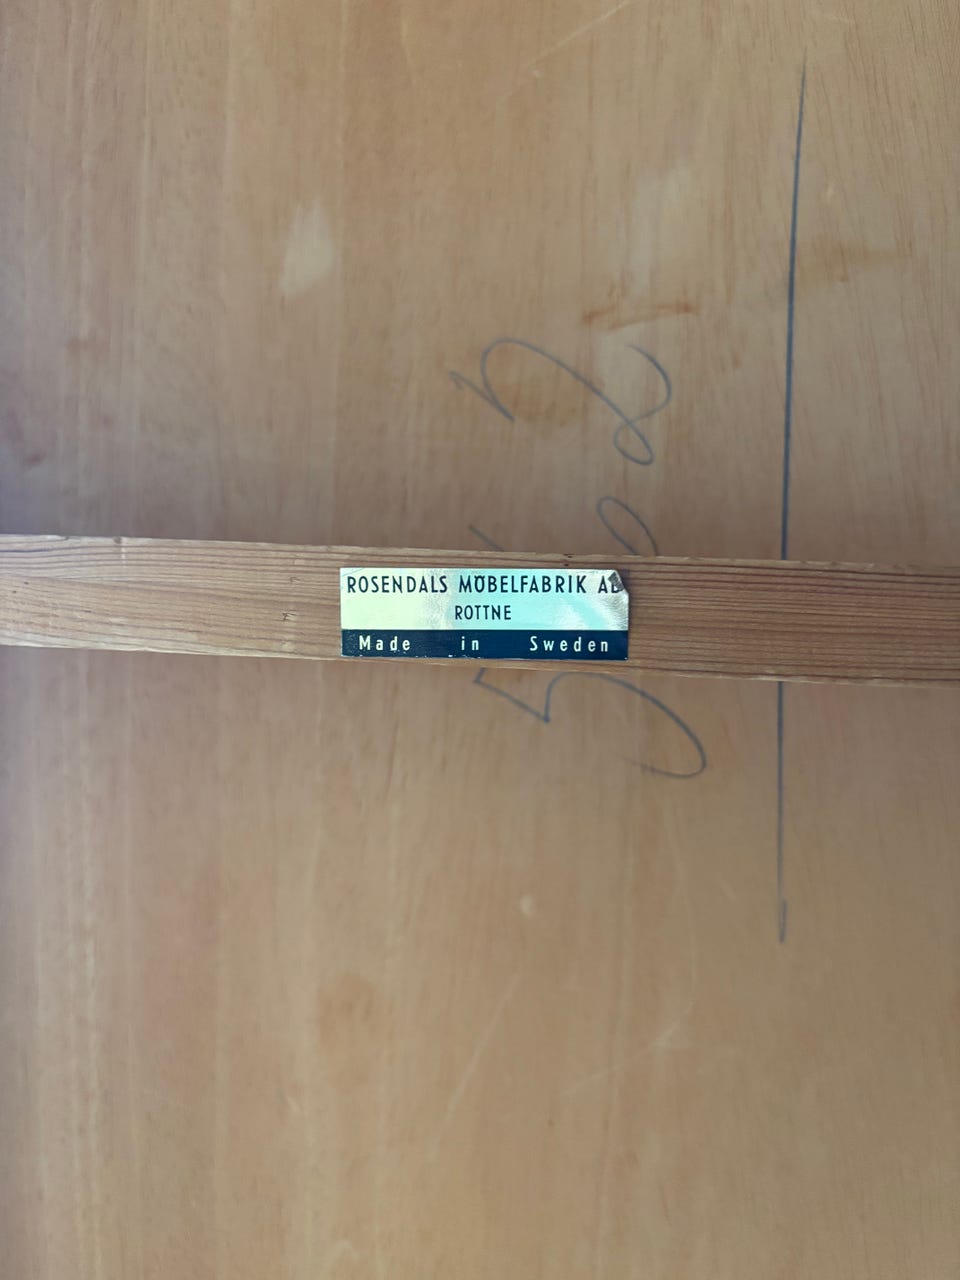 ROSENDALS MÖBELFABRIK AB
ROTTNE
Made in Sweden